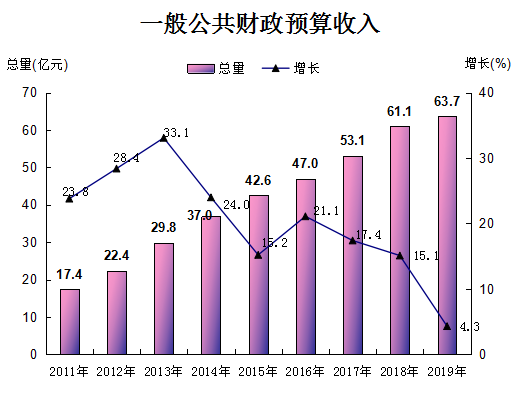 一般公共财政预算收入
总量(亿元)
总量
增长
增长(%)
70
60
50
40
30
20
10
0
40
30
20
10
0
17.4
22.4
29.8
37.0
42.6
47.0
53.1
61.1
63.7
23.8
28.4
33.1
24.0
15.2
21.1
17.4
15.1
4.3
2011年
2012年
2013年
2014年
2015年
2016年
2017年
2018年
2019年